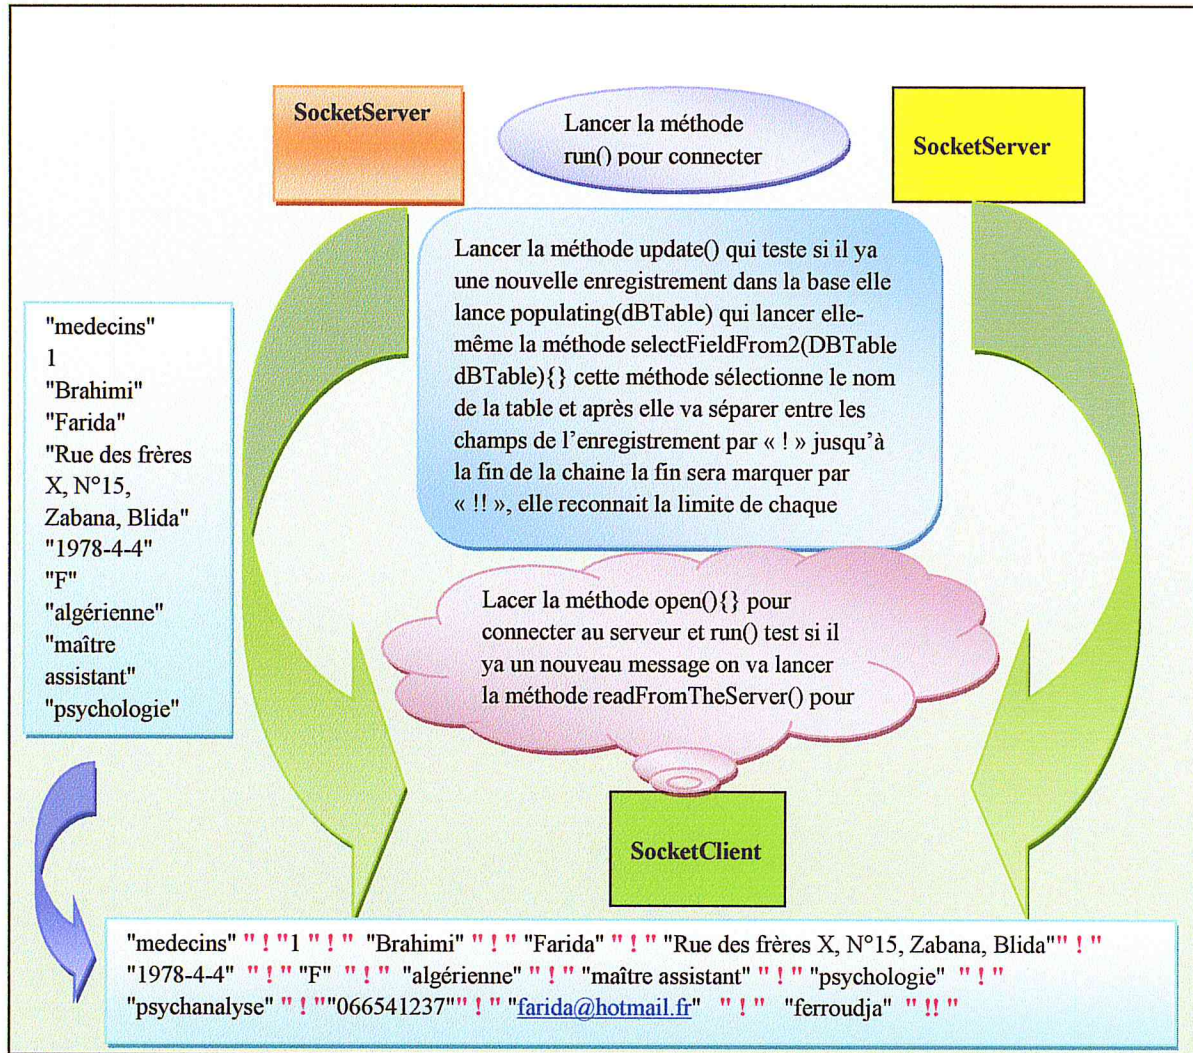 SocketServer
Lancer la méthode
run() pour connecter
SocketServer
Lancer la méthode update() qui teste si il ya
une nouvelle enregistrement dans la base elle
lance populating(dBTable) qui lancer elle-
même la méthode selectFieldFrom2(DBTable
dBTable){} cette méthode sélectionne le nom
de la table et après elle va séparer entre les
champs de l'enregistrement par « ! » jusqu'à
la fin de la chaine la fin sera marquer par
« !! », elle reconnait la limite de chaque
"medecins"
1
"Brahimi"
"Farida"
"Rue des frères
X, N°15,
Zabana, Blida"
"1978-4-4"
"F"
"algérienne"
"maître
assistant"
"psychologie"
Lacer la méthode open(){} pour
connecter au serveur et run() test si il
ya un nouveau message on va lancer
la méthode readFromTheServer() pour
SocketClient
"medecins" "!" "1 "!" "Brahimi" "!" "Farida" "!" "Rue des frères X, N°15, Zabana, Blida""!"
"1978-4-4" "!" "F" "!" "algérienne" "!" "maître assistant" "!" "psychologie" "!"
"psychanalyse" "!""066541237""!" "farida@hotmail.fr" "!" "ferroudja" "!!"